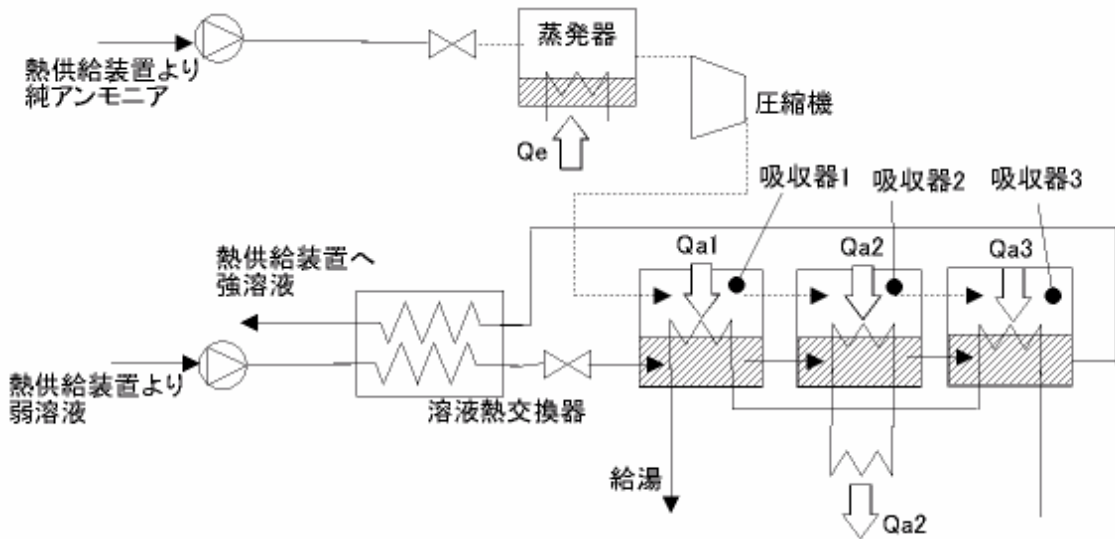 蒸発器
熱供給装置より
純アンモニア
圧縮機
Qe
吸収器1
吸収器2
吸収器3
熱供給装置へ
強溶液
Qa1
Qa2
Qa3
熱供給装置より
弱溶液
溶液熱交換器
給湯
Qa2